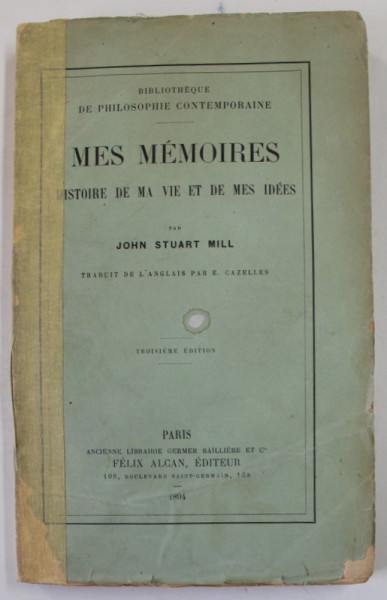 BIBLIOTHÈQUE
DE PHILOSOPHIE CONTEMPORAINE
MES MÉMOIRES
HISTOIRE DE MA VIE ET DE MES IDÉES
PAR
JOHN STUART MILL
TRADUIT DE L'ANGLAIS PAR E. CAZELLES
TROISIÈME ÉDITION
PARIS
ANCIENNE LIBRAIRIE GERMER BAILLIÈRE ET Cie
FÉLIX ALCAN, ÉDITEUR
108, BOULEVARD SAINT-GERMAIN, 108
1894